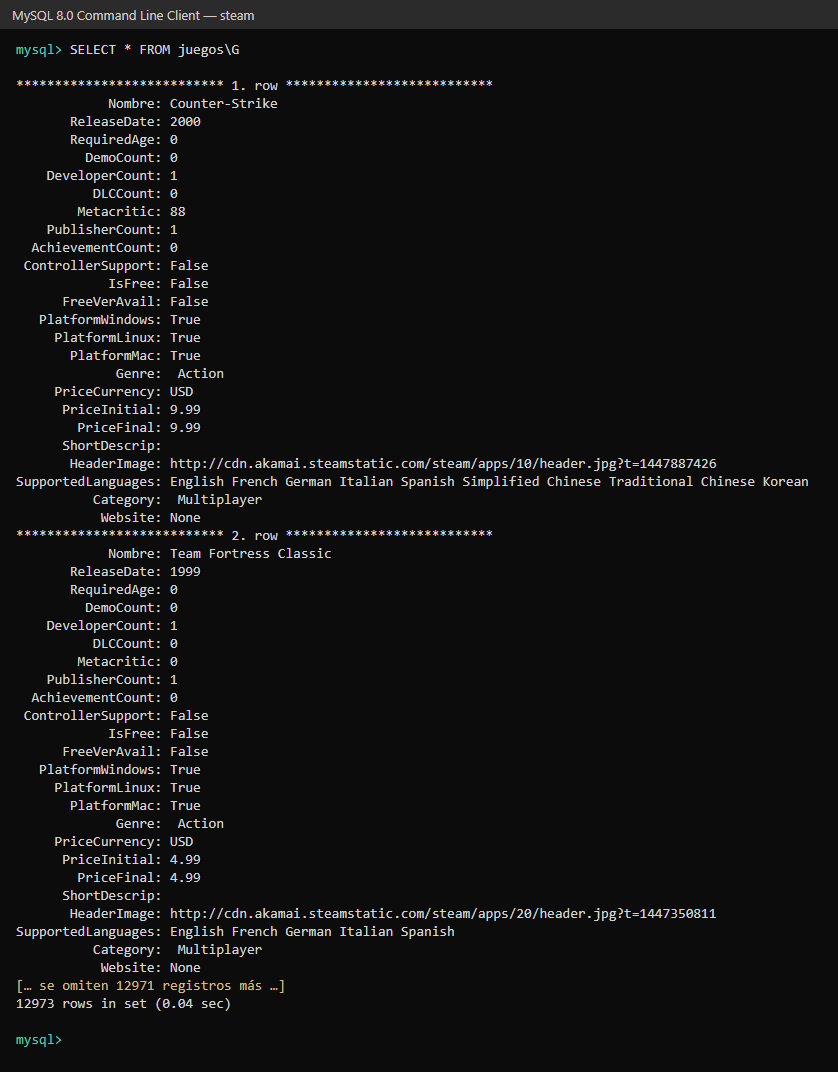 MySQL 8.0 Command Line Client — steam
mysql> SELECT * FROM juegos\G
*************************** 1. row ***************************
Nombre: Counter-Strike
ReleaseDate: 2000
RequiredAge: 0
DemoCount: 0
DeveloperCount: 1
DLCCount: 0
Metacritic: 88
PublisherCount: 1
AchievementCount: 0
ControllerSupport: False
IsFree: False
FreeVerAvail: False
PlatformWindows: True
PlatformLinux: True
PlatformMac: True
Genre:  Action
PriceCurrency: USD
PriceInitial: 9.99
PriceFinal: 9.99
ShortDescrip:
HeaderImage: http://cdn.akamai.steamstatic.com/steam/apps/10/header.jpg?t=1447887426
SupportedLanguages: English French German Italian Spanish Simplified Chinese Traditional Chinese Korean
Category:  Multiplayer
Website: None
*************************** 2. row ***************************
Nombre: Team Fortress Classic
ReleaseDate: 1999
RequiredAge: 0
DemoCount: 0
DeveloperCount: 1
DLCCount: 0
Metacritic: 0
PublisherCount: 1
AchievementCount: 0
ControllerSupport: False
IsFree: False
FreeVerAvail: False
PlatformWindows: True
PlatformLinux: True
PlatformMac: True
Genre:  Action
PriceCurrency: USD
PriceInitial: 4.99
PriceFinal: 4.99
ShortDescrip:
HeaderImage: http://cdn.akamai.steamstatic.com/steam/apps/20/header.jpg?t=1447350811
SupportedLanguages: English French German Italian Spanish
Category:  Multiplayer
Website: None
[… se omiten 12971 registros más …]
12973 rows in set (0.04 sec)
mysql>